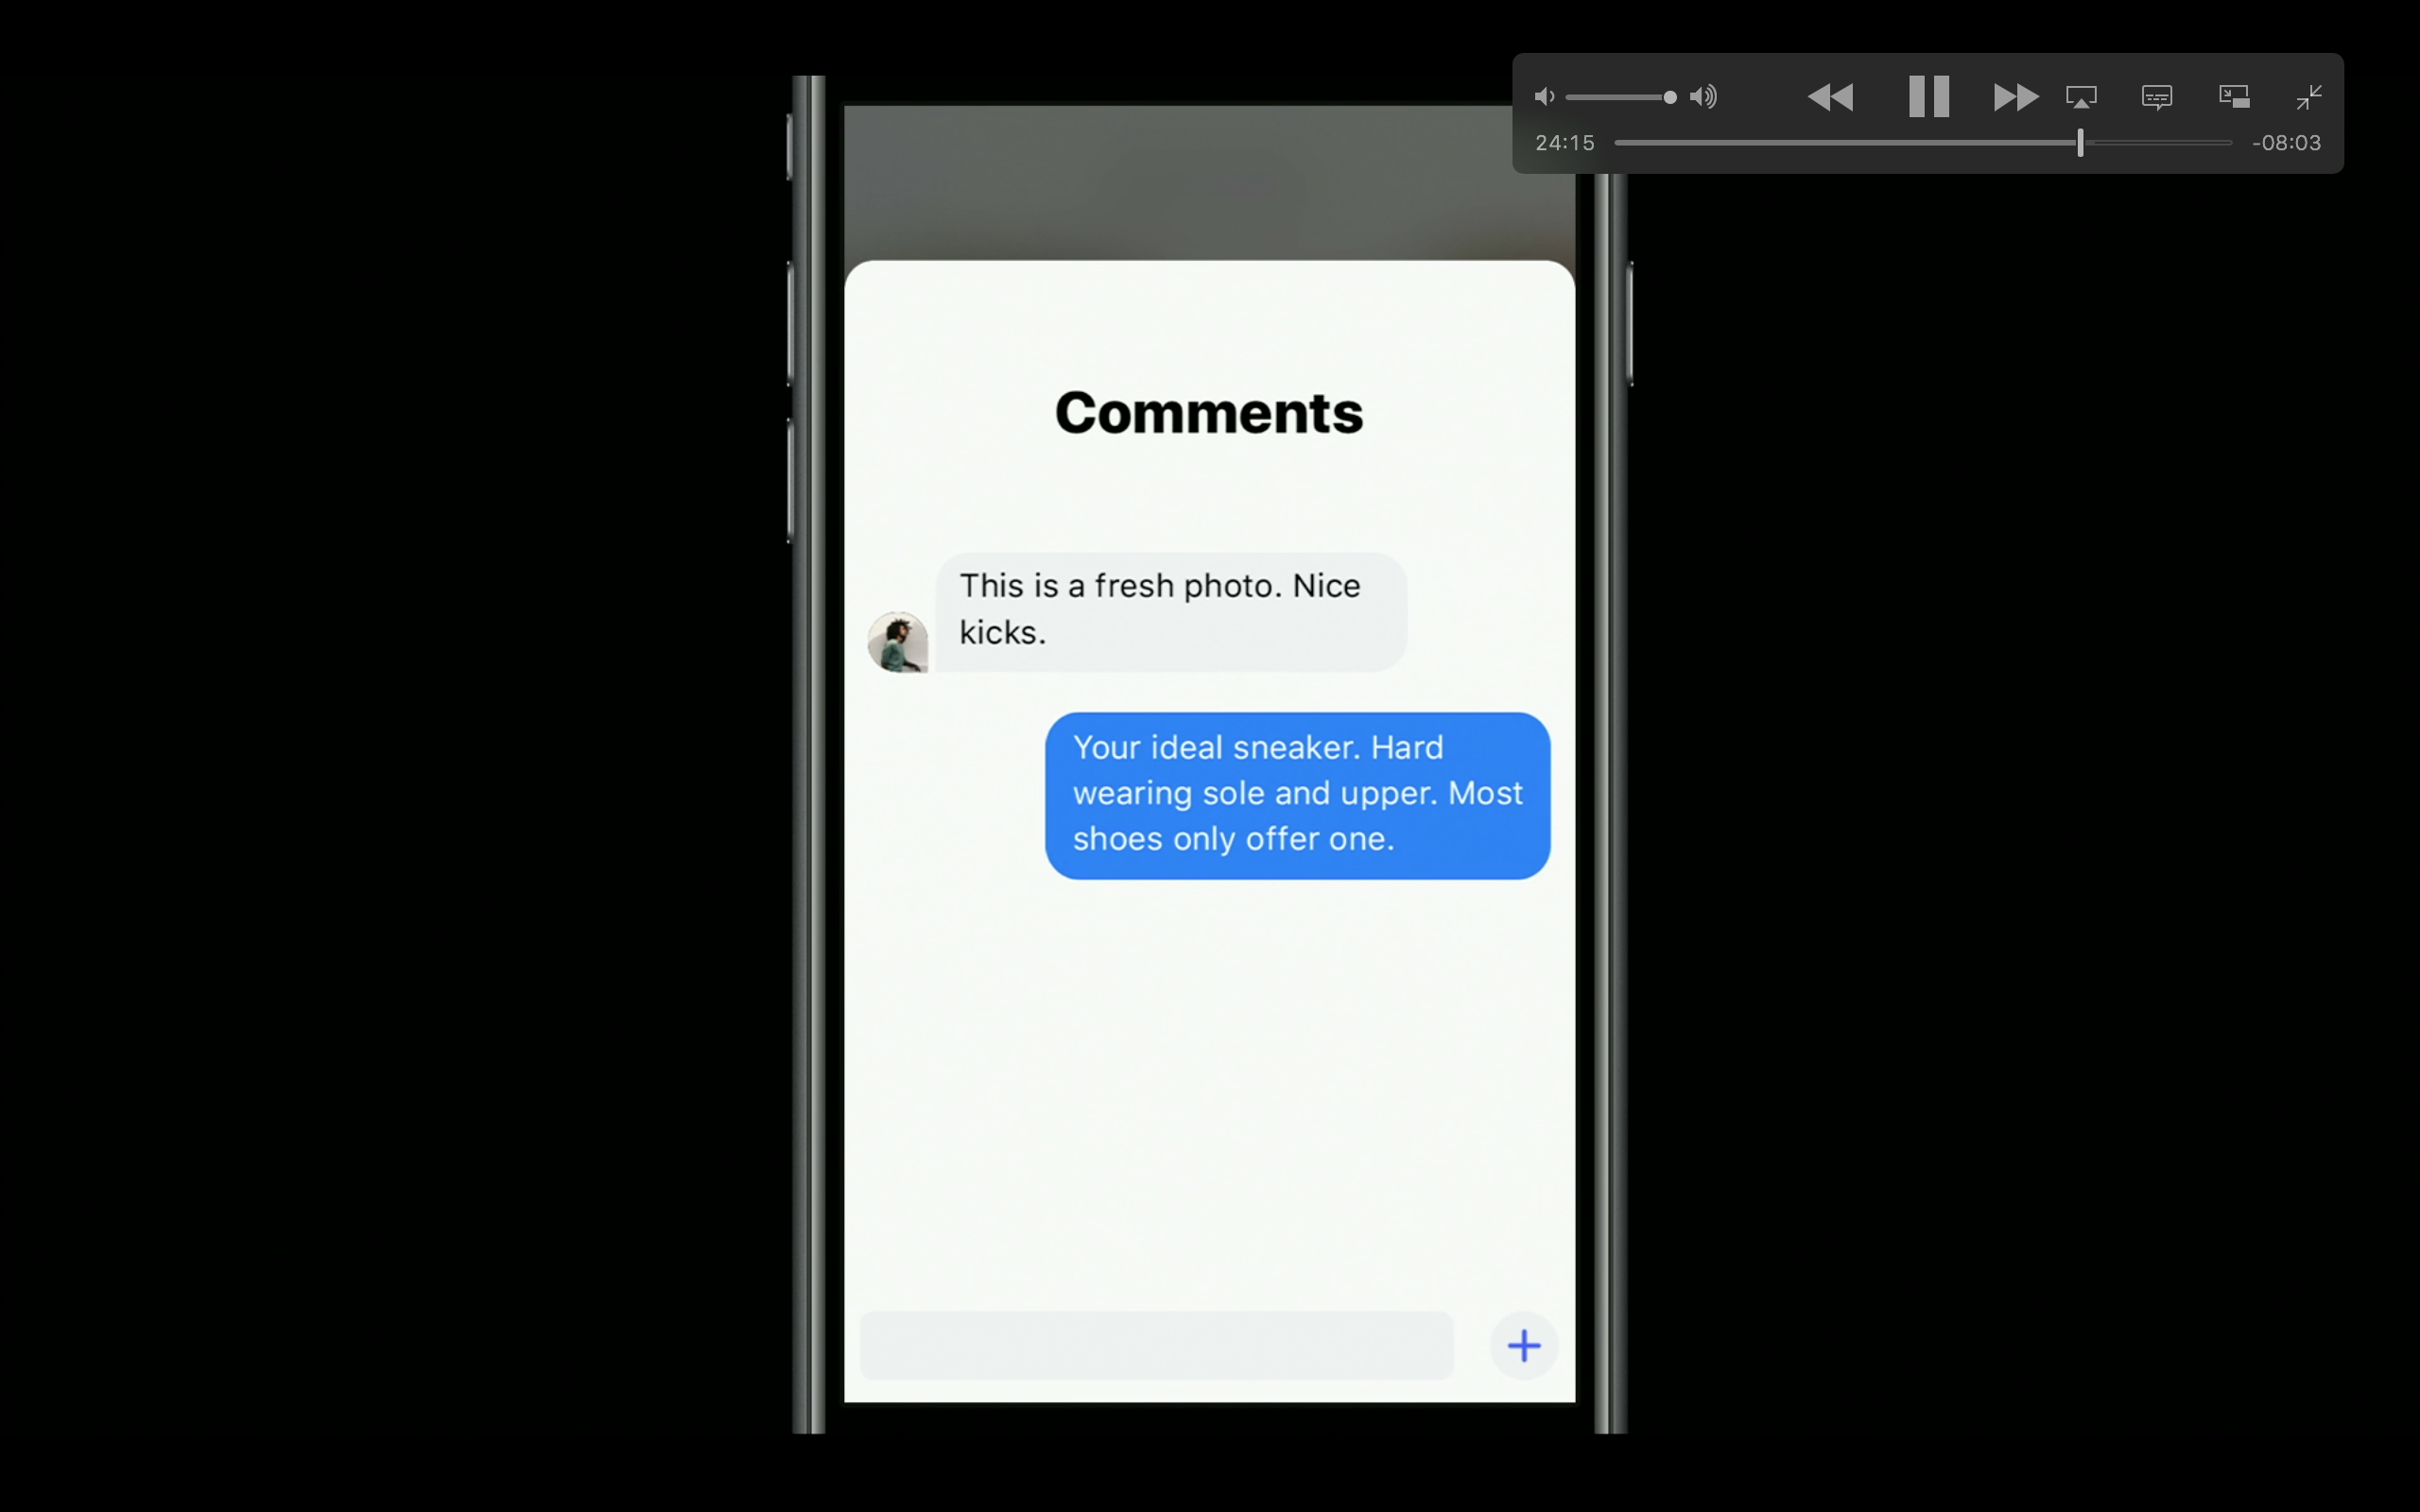 24:15
-08:03
Comments
This is a fresh photo. Nice
kicks.
Your ideal sneaker. Hard
wearing sole and upper. Most
shoes only offer one.